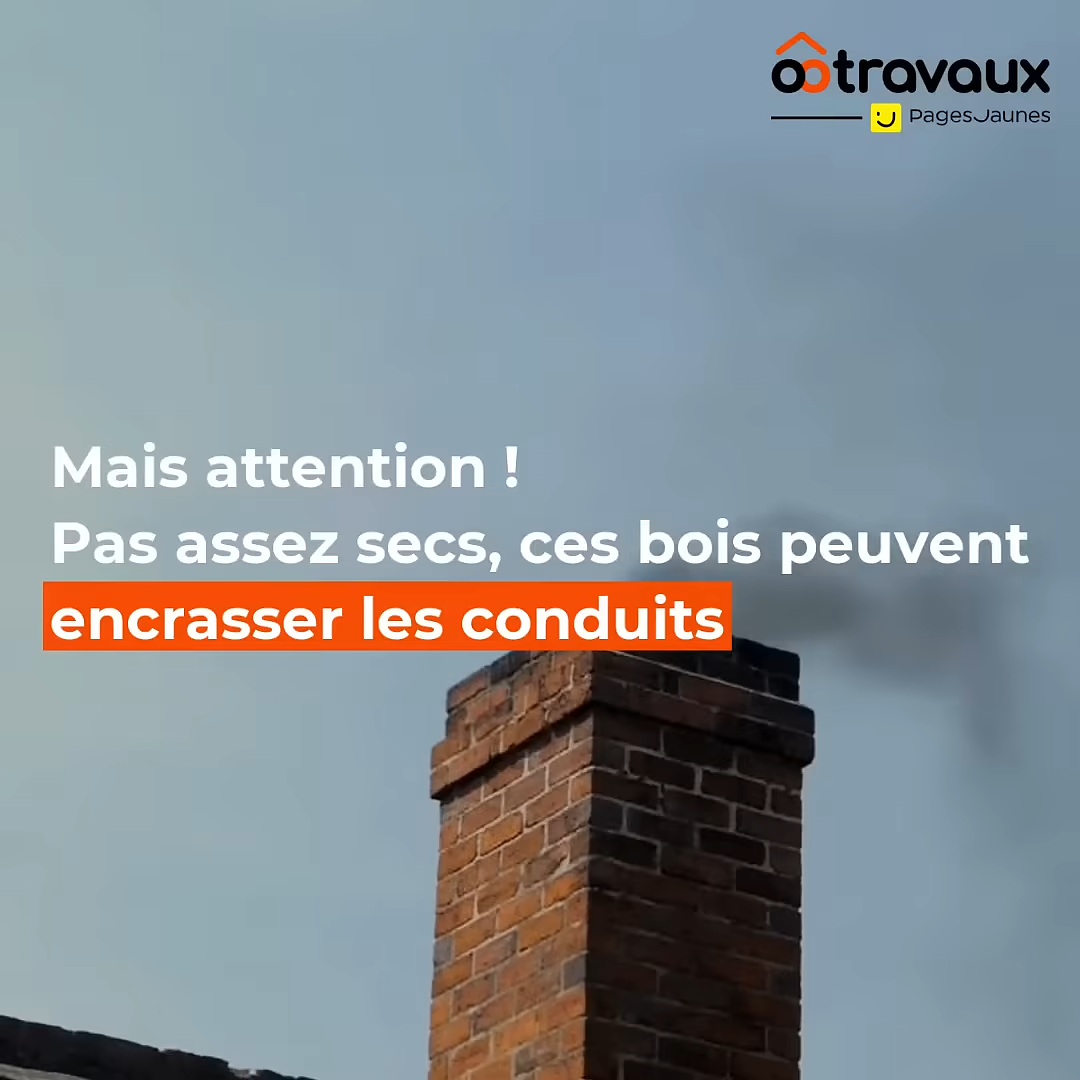 ootravaux
PagesJaunes
Mais attention !
Pas assez secs, ces bois peuvent
encrasser les conduits